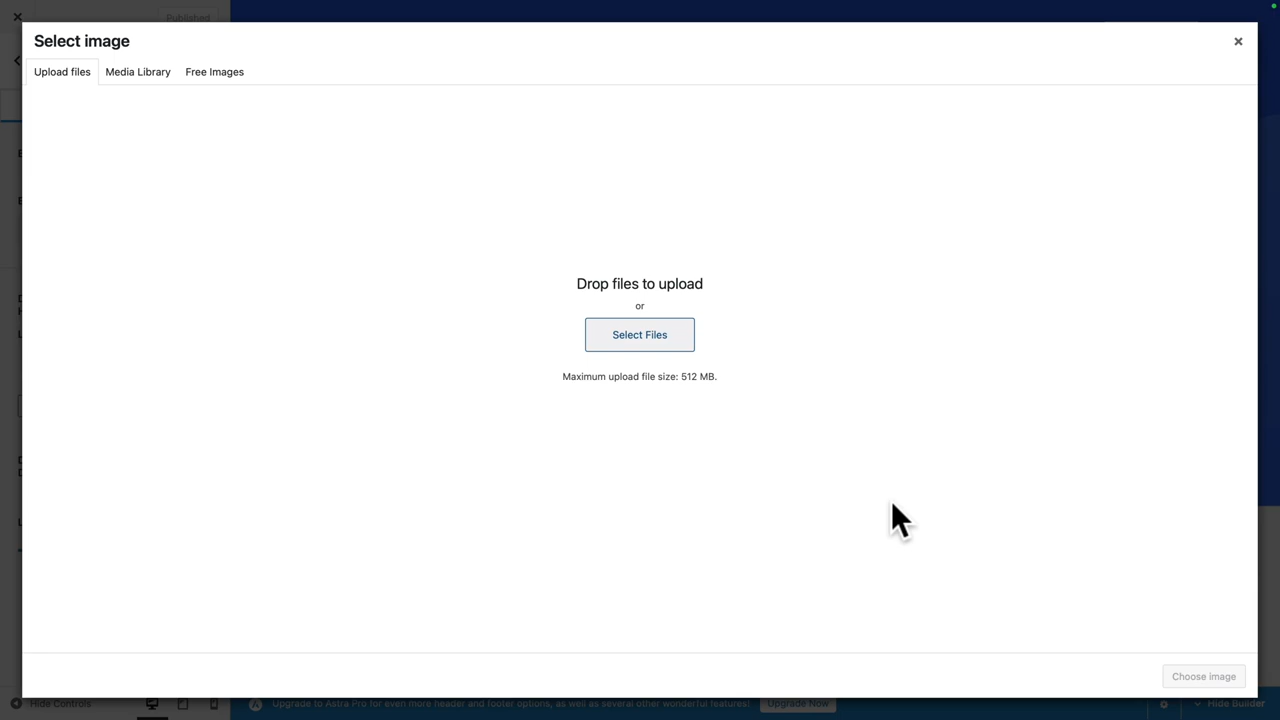 Published
Select image
Upload files
Media Library
Free Images
Drop files to upload
or
Select Files
Maximum upload file size: 512 MB.
Choose image
Hide Controls
Upgrade to Astra Pro for even more header and footer options, as well as several other wonderful features!
Upgrade Now
Hide Builder